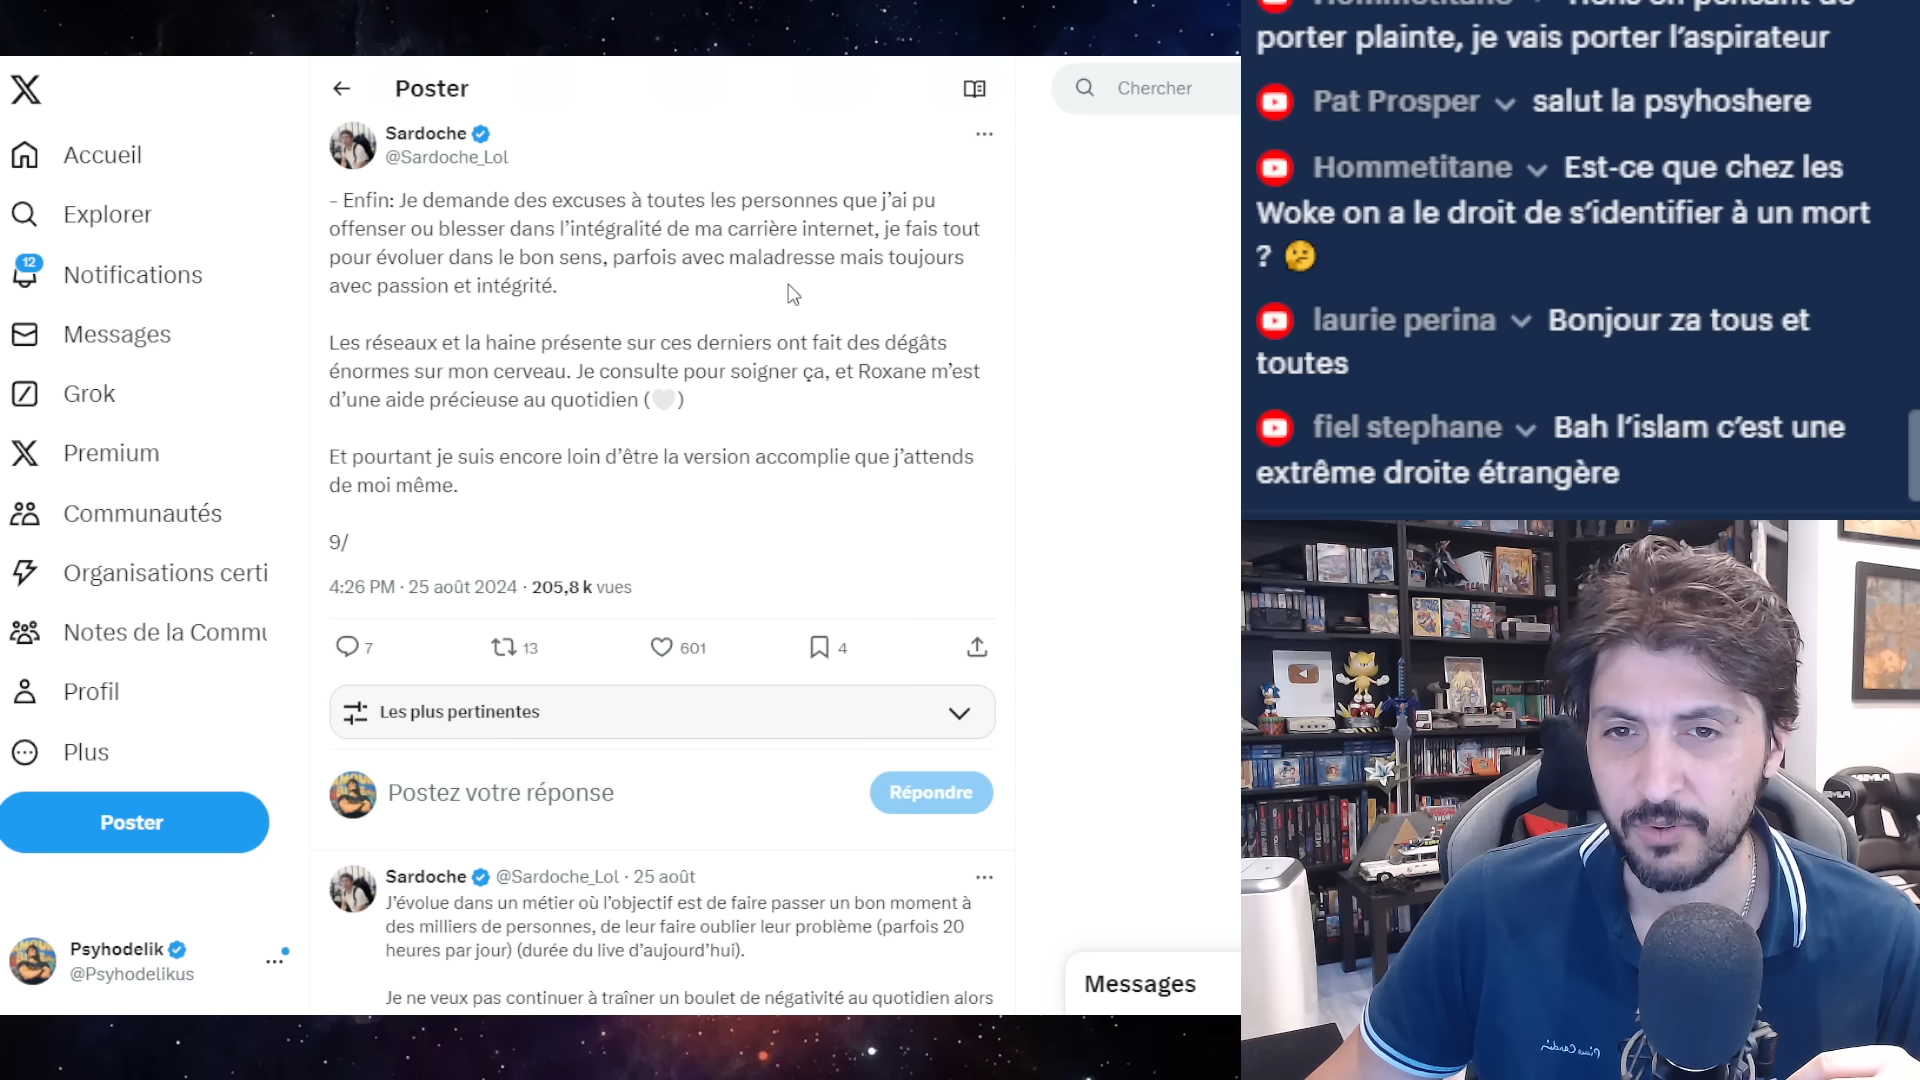 X
Accueil
Explorer
12
Notifications
Messages
Grok
Premium
Communautés
Organisations certi
Notes de la Commu
Profil
Plus
Poster
Psyhodelik
@Psyhodelikus
Poster
Sardoche
@Sardoche_Lol
- Enfin: Je demande des excuses à toutes les personnes que j'ai pu
offenser ou blesser dans l'intégralité de ma carrière internet, je fais tout
pour évoluer dans le bon sens, parfois avec maladresse mais toujours
avec passion et intégrité.
Les réseaux et la haine présente sur ces derniers ont fait des dégâts
énormes sur mon cerveau. Je consulte pour soigner ça, et Roxane m'est
d'une aide précieuse au quotidien (🤍)
Et pourtant je suis encore loin d'être la version accomplie que j'attends
de moi même.
9/
4:26 PM · 25 août 2024 · 205,8 k vues
7 13 601 4
Les plus pertinentes
Postez votre réponse
Répondre
Sardoche @Sardoche_Lol · 25 août
J'évolue dans un métier où l'objectif est de faire passer un bon moment à
des milliers de personnes, de leur faire oublier leur problème (parfois 20
heures par jour) (durée du live d'aujourd'hui).
Je ne veux pas continuer à traîner un boulet de négativité au quotidien alors
Chercher
Messages
Hommetitane Tiens en pensant de
porter plainte, je vais porter l'aspirateur
Pat Prosper salut la psyhoshere
Hommetitane Est-ce que chez les
Woke on a le droit de s'identifier à un mort
? 🤔
laurie perina Bonjour za tous et
toutes
fiel stephane Bah l'islam c'est une
extrême droite étrangère